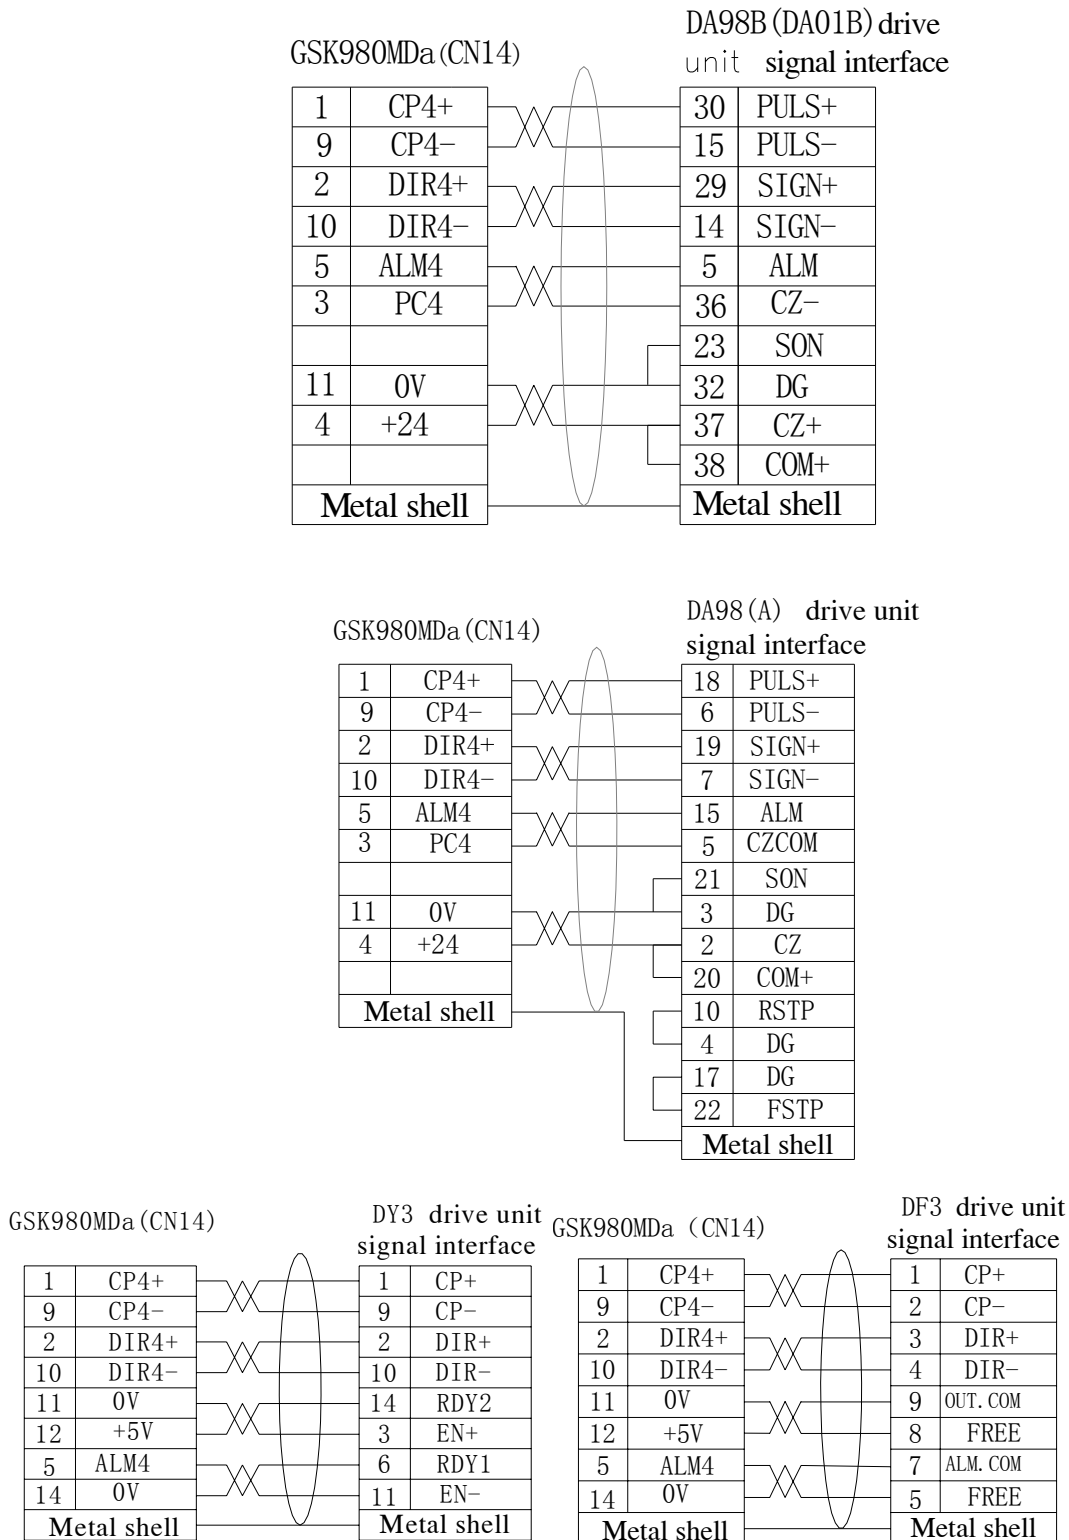 GSK980MDa(CN14)
DA98B(DA01B)drive
unit signal interface
1 CP4+ 30 PULS+
9 CP4- 15 PULS-
2 DIR4+ 29 SIGN+
10 DIR4- 14 SIGN-
5 ALM4 5 ALM
3 PC4 36 CZ-
23 SON
11 0V 32 DG
4 +24 37 CZ+
38 COM+
Metal shell Metal shell
GSK980MDa(CN14)
DA98(A) drive unit
signal interface
1 CP4+ 18 PULS+
9 CP4- 6 PULS-
2 DIR4+ 19 SIGN+
10 DIR4- 7 SIGN-
5 ALM4 15 ALM
3 PC4 5 CZCOM
21 SON
11 0V 3 DG
4 +24 2 CZ
20 COM+
Metal shell 10 RSTP
4 DG
17 DG
22 FSTP
Metal shell
GSK980MDa(CN14)
DY3 drive unit
signal interface
1 CP4+ 1 CP+
9 CP4- 9 CP-
2 DIR4+ 2 DIR+
10 DIR4- 10 DIR-
11 0V 14 RDY2
12 +5V 3 EN+
5 ALM4 6 RDY1
14 0V 11 EN-
Metal shell Metal shell
GSK980MDa (CN14)
DF3 drive unit
signal interface
1 CP4+ 1 CP+
9 CP4- 2 CP-
2 DIR4+ 3 DIR+
10 DIR4- 4 DIR-
11 0V 9 OUT.COM
12 +5V 8 FREE
5 ALM4 7 ALM.COM
14 0V 5 FREE
Metal shell Metal shell